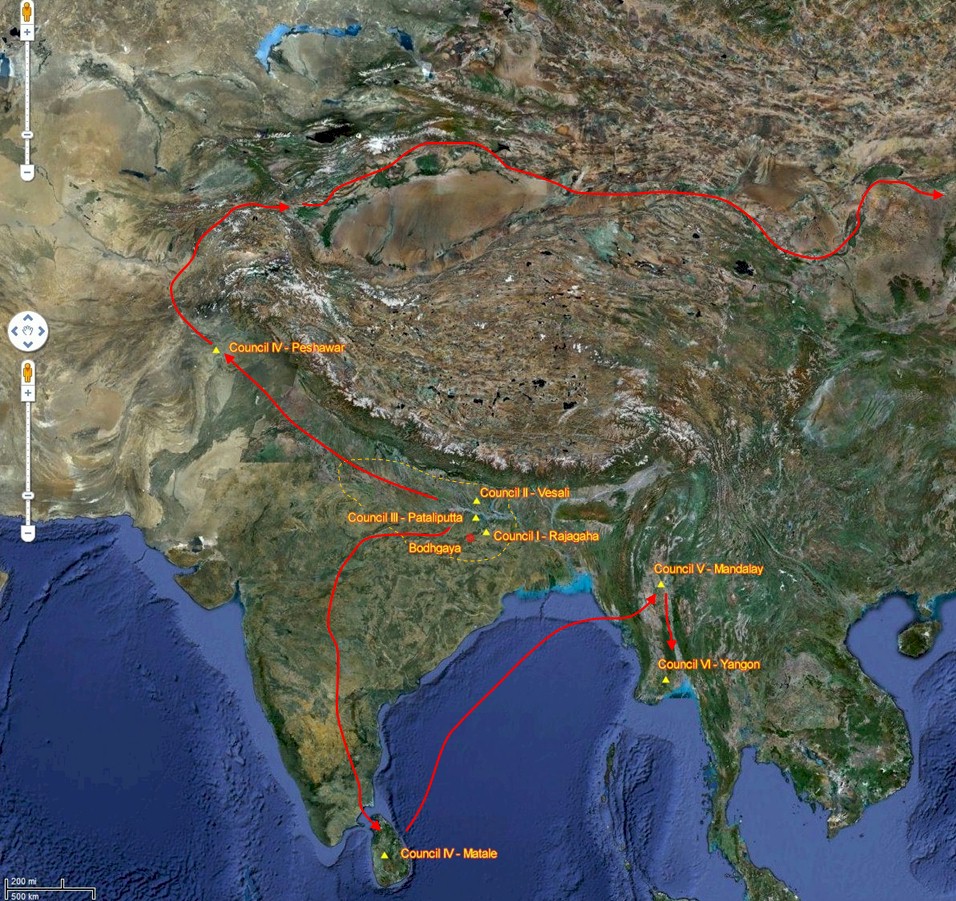 Council IV - Peshawar
Council II - Vesali
Council III - Pataliputta
Council I - Rajagaha
Bodhgaya
Council V - Mandalay
Council VI - Yangon
Council IV - Matale
200 mi
500 km